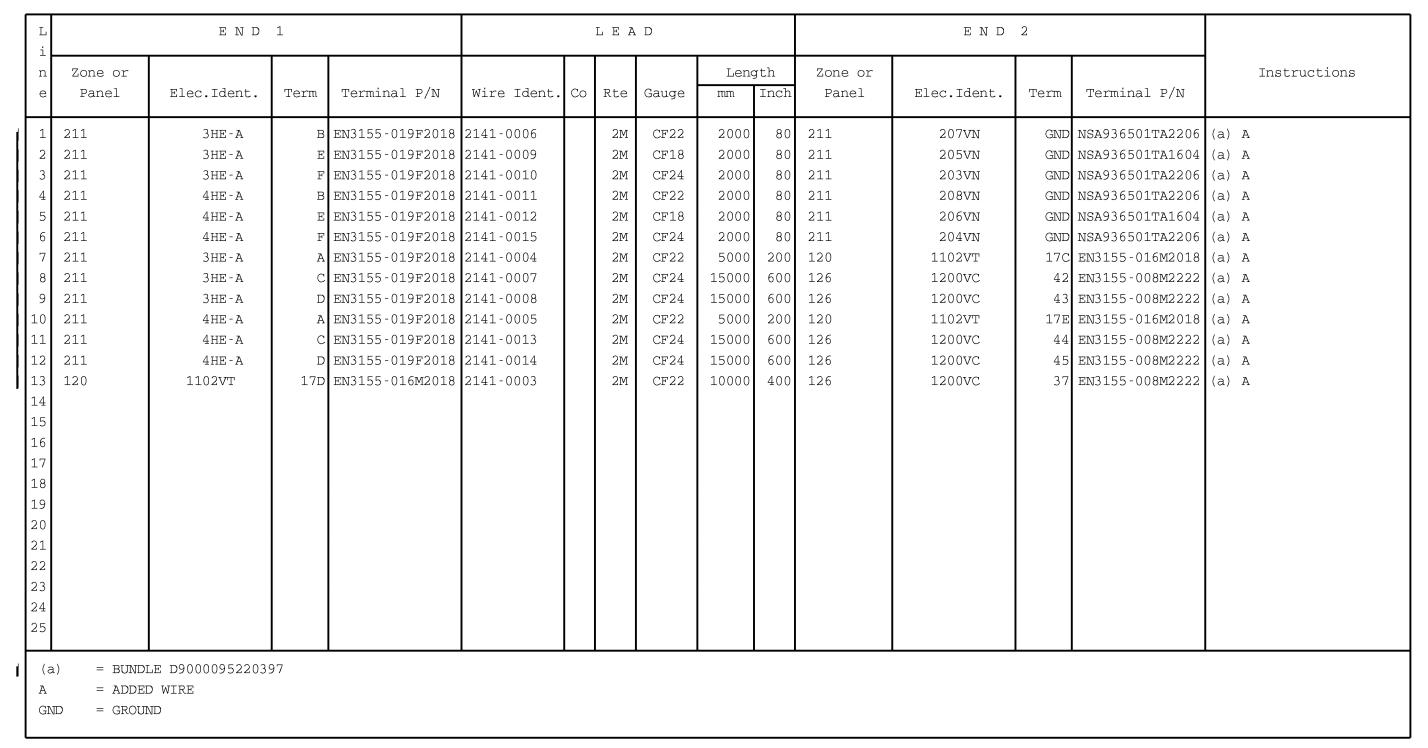 L i n e
E N D 1 L E A D E N D 2
Length
Zone or Panel Elec.Ident. Term Terminal P/N Wire Ident. Co Rte Gauge mm Inch Zone or Panel Elec.Ident. Term Terminal P/N Instructions
1 211 3HE-A B EN3155-019F2018 2141-0006 2M CF22 2000 80 211 207VN GND NSA936501TA2206 (a) A
2 211 3HE-A E EN3155-019F2018 2141-0009 2M CF18 2000 80 211 205VN GND NSA936501TA1604 (a) A
3 211 3HE-A F EN3155-019F2018 2141-0010 2M CF24 2000 80 211 203VN GND NSA936501TA2206 (a) A
4 211 4HE-A B EN3155-019F2018 2141-0011 2M CF22 2000 80 211 208VN GND NSA936501TA2206 (a) A
5 211 4HE-A E EN3155-019F2018 2141-0012 2M CF18 2000 80 211 206VN GND NSA936501TA1604 (a) A
6 211 4HE-A F EN3155-019F2018 2141-0015 2M CF24 2000 80 211 204VN GND NSA936501TA2206 (a) A
7 211 3HE-A A EN3155-019F2018 2141-0004 2M CF22 5000 200 120 1102VT 17C EN3155-016M2018 (a) A
8 211 3HE-A C EN3155-019F2018 2141-0007 2M CF24 15000 600 126 1200VC 42 EN3155-008M2222 (a) A
9 211 3HE-A D EN3155-019F2018 2141-0008 2M CF24 15000 600 126 1200VC 43 EN3155-008M2222 (a) A
10 211 4HE-A A EN3155-019F2018 2141-0005 2M CF22 5000 200 120 1102VT 17E EN3155-016M2018 (a) A
11 211 4HE-A C EN3155-019F2018 2141-0013 2M CF24 15000 600 126 1200VC 44 EN3155-008M2222 (a) A
12 211 4HE-A D EN3155-019F2018 2141-0014 2M CF24 15000 600 126 1200VC 45 EN3155-008M2222 (a) A
13 120 1102VT 17D EN3155-016M2018 2141-0003 2M CF22 10000 400 126 1200VC 37 EN3155-008M2222 (a) A
14
15
16
17
18
19
20
21
22
23
24
25
(a) = BUNDLE D9000095220397
A = ADDED WIRE
GND = GROUND